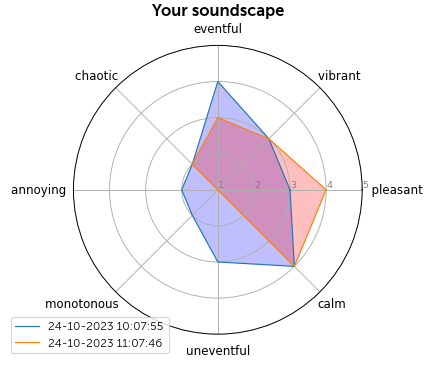 Your soundscape
eventful
chaotic
vibrant
annoying
1
2
3
4
5
pleasant
monotonous
calm
24-10-2023 10:07:55
24-10-2023 11:07:46
uneventful